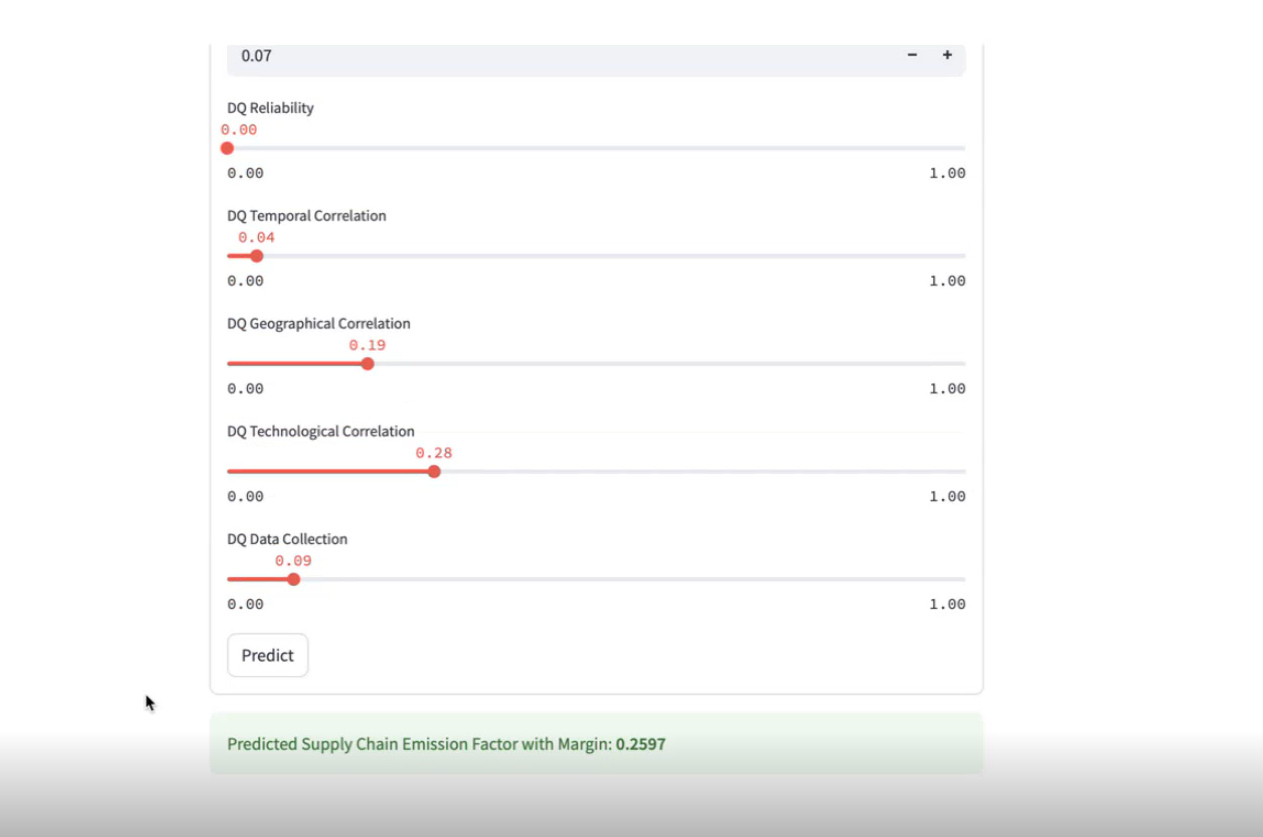 0.07 − +
DQ Reliability
0.00
0.00 1.00
DQ Temporal Correlation
0.04
0.00 1.00
DQ Geographical Correlation
0.19
0.00 1.00
DQ Technological Correlation
0.28
0.00 1.00
DQ Data Collection
0.09
0.00 1.00
Predict
Predicted Supply Chain Emission Factor with Margin: 0.2597